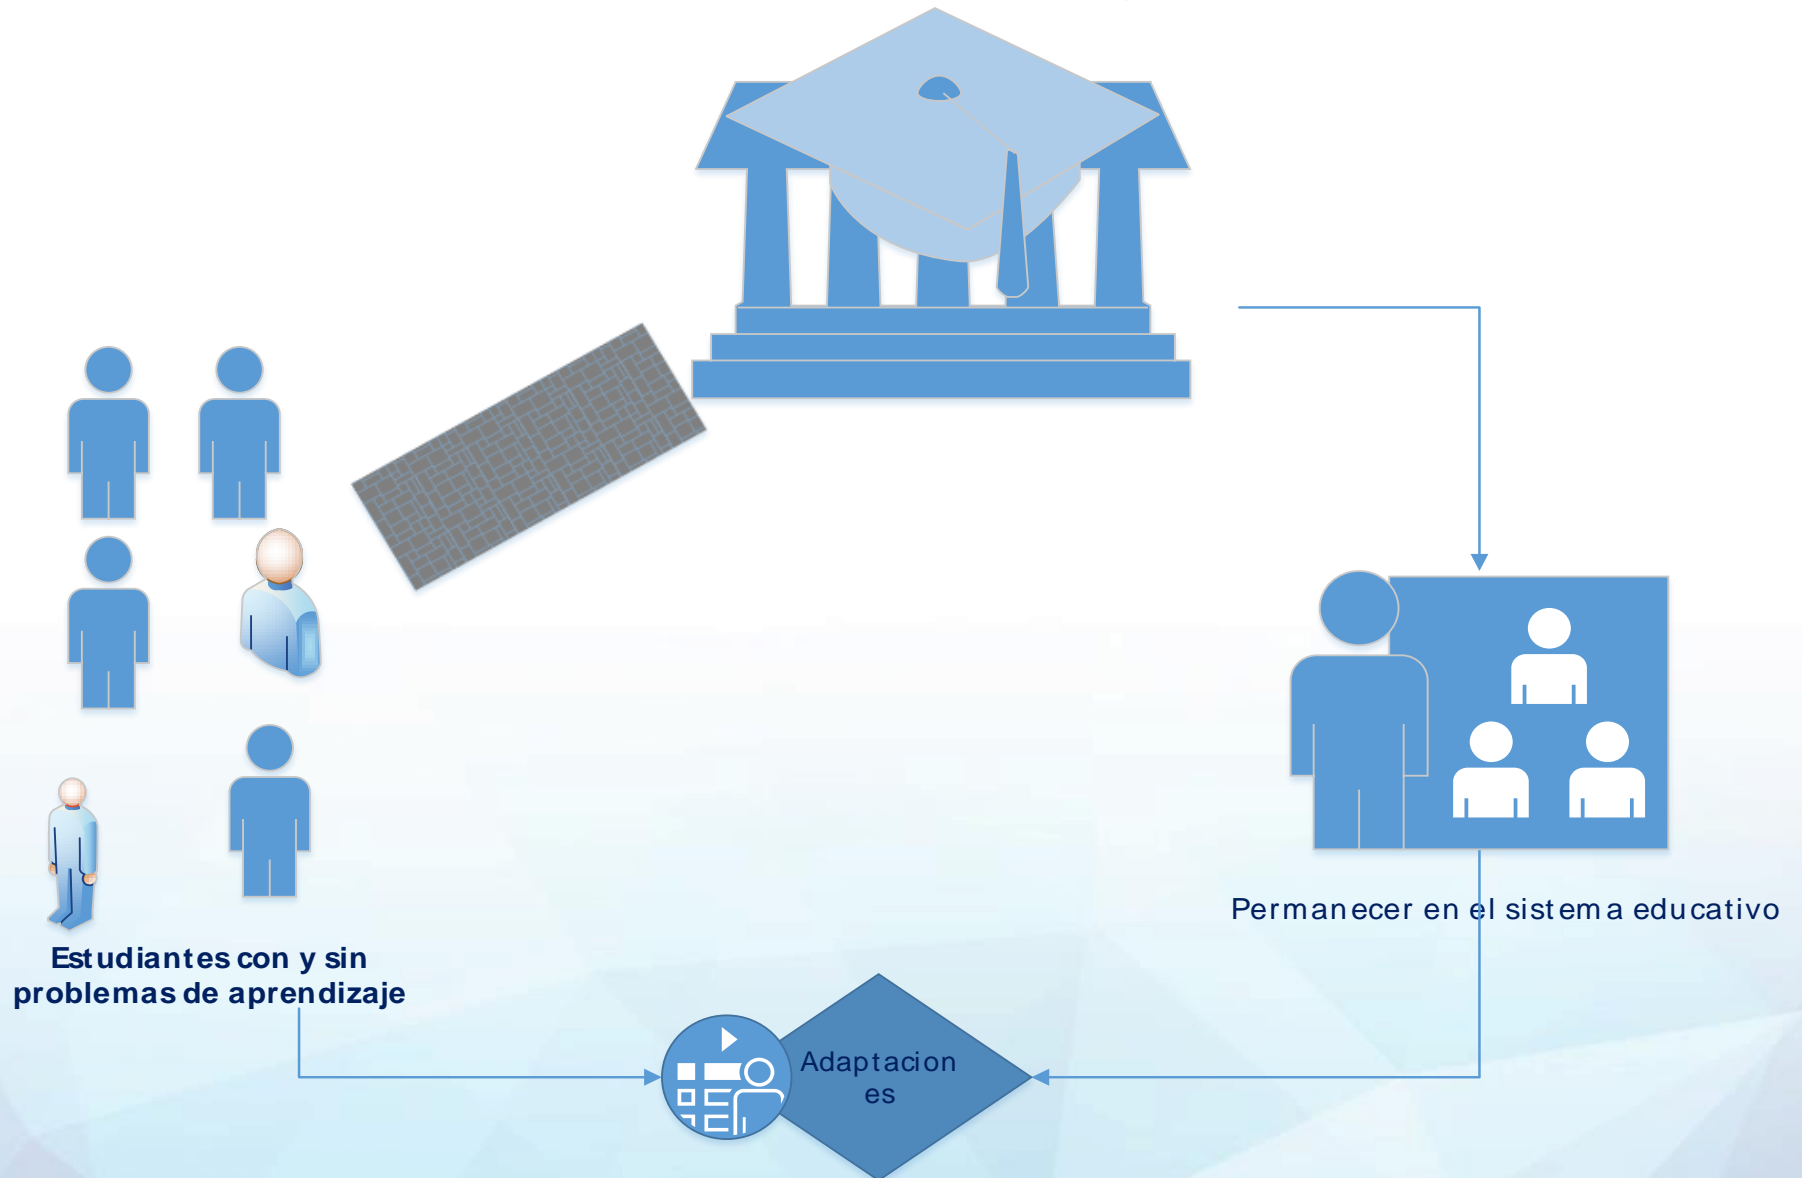 Permanecer en el sistema educativo
Estudiantes con y sin
problemas de aprendizaje
Adaptacion
es